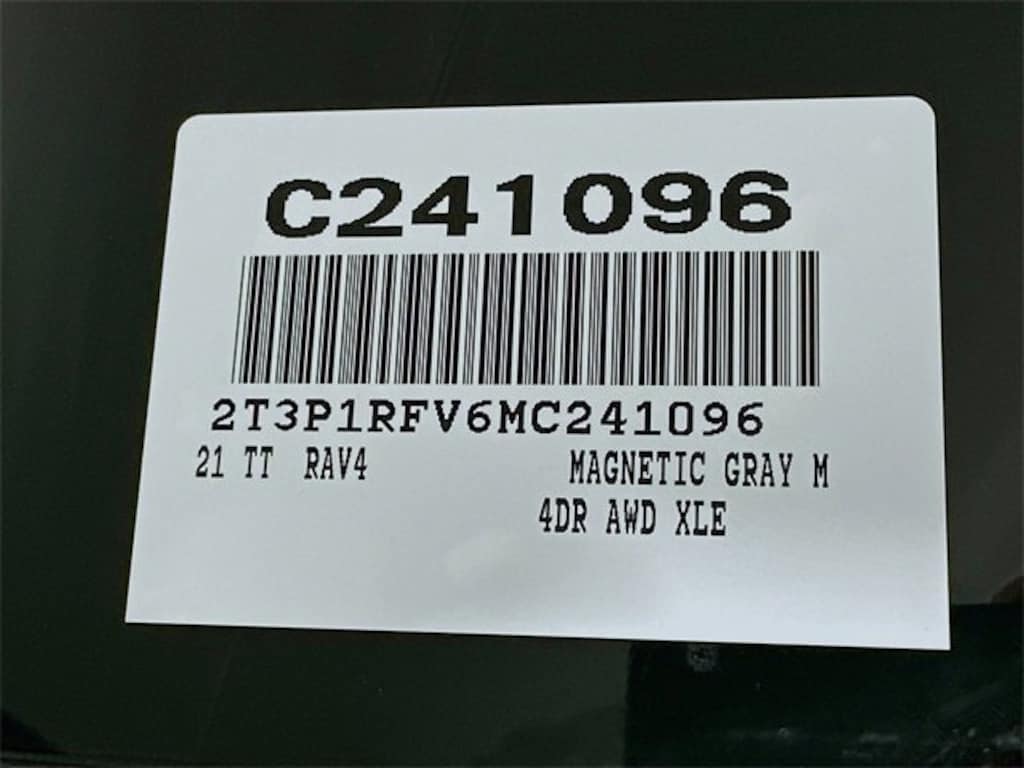 C241096
2T3P1RFV6MC241096
21 TT RAV4 MAGNETIC GRAY M
4DR AWD XLE